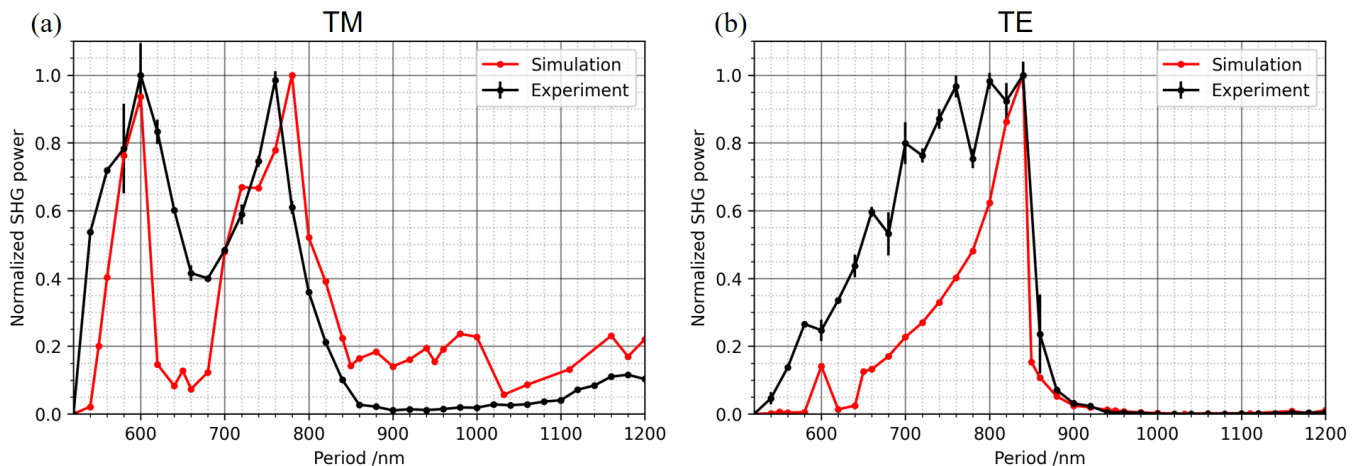 (a) TM
Normalized SHG power
1.0
0.8
0.6
0.4
0.2
0.0
Simulation
Experiment
600 700 800 900 1000 1100 1200
Period /nm
(b) TE
Normalized SHG power
1.0
0.8
0.6
0.4
0.2
0.0
Simulation
Experiment
600 700 800 900 1000 1100 1200
Period /nm